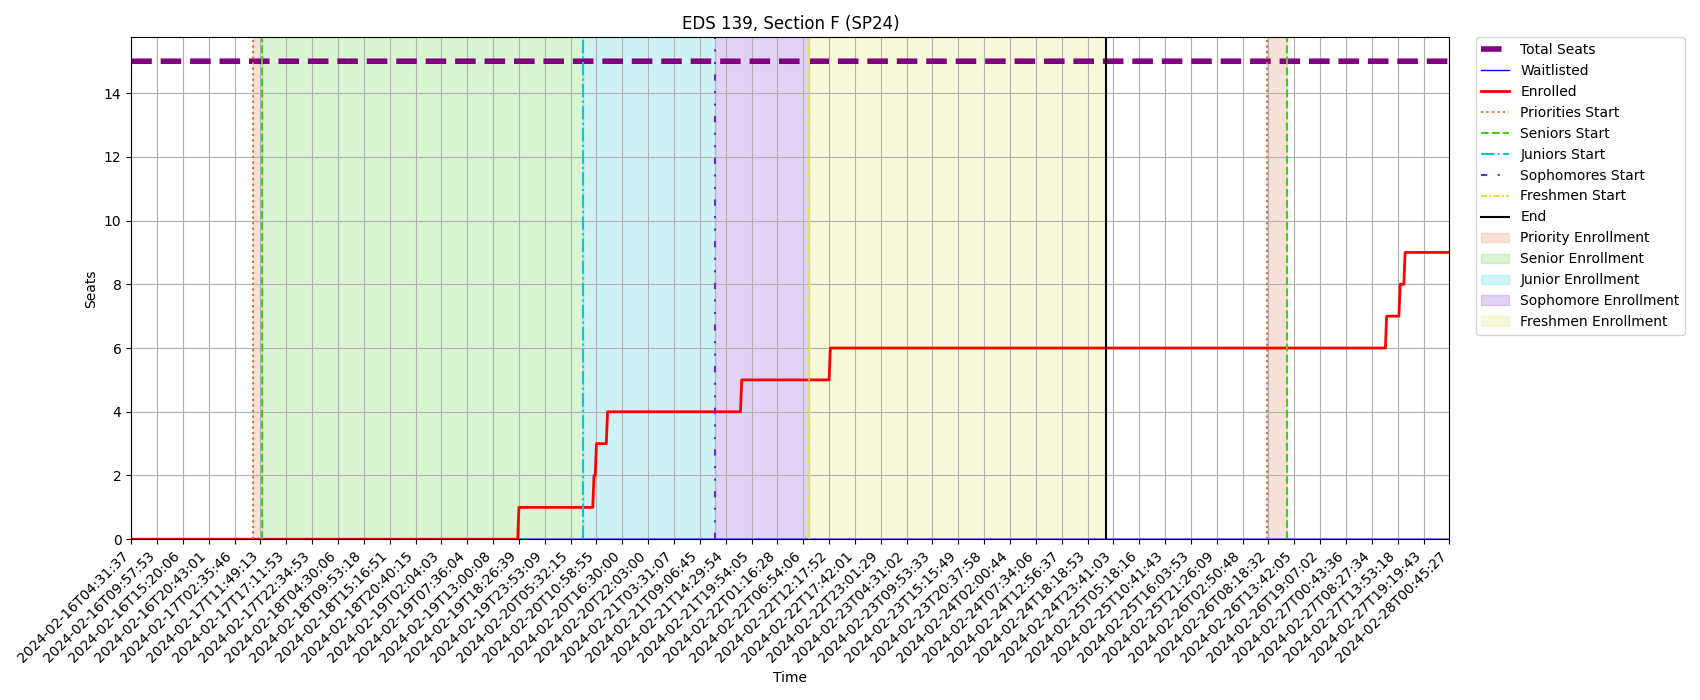 EDS 139, Section F (SP24)
Seats
14
12
10
8
6
4
2
0
2024-02-16T04:31:37
2024-02-16T09:57:53
2024-02-16T15:20:06
2024-02-16T20:43:01
2024-02-17T02:35:46
2024-02-17T11:49:13
2024-02-17T17:11:53
2024-02-17T22:34:53
2024-02-18T04:30:06
2024-02-18T09:53:18
2024-02-18T15:16:51
2024-02-18T20:40:15
2024-02-19T02:04:03
2024-02-19T07:36:04
2024-02-19T13:00:08
2024-02-19T18:26:39
2024-02-19T23:53:09
2024-02-20T05:32:15
2024-02-20T10:58:55
2024-02-20T16:30:00
2024-02-20T22:03:00
2024-02-21T03:31:07
2024-02-21T09:06:45
2024-02-21T14:29:54
2024-02-21T19:54:05
2024-02-22T01:16:28
2024-02-22T06:54:06
2024-02-22T12:17:52
2024-02-22T17:42:01
2024-02-22T23:01:29
2024-02-23T04:31:02
2024-02-23T09:53:33
2024-02-23T15:15:49
2024-02-23T20:37:58
2024-02-24T02:00:44
2024-02-24T07:34:06
2024-02-24T12:56:37
2024-02-24T18:18:53
2024-02-24T23:41:03
2024-02-25T05:18:16
2024-02-25T10:41:43
2024-02-25T16:03:53
2024-02-25T21:26:09
2024-02-26T02:50:48
2024-02-26T08:18:32
2024-02-26T13:42:05
2024-02-26T19:07:02
2024-02-27T00:43:36
2024-02-27T08:27:34
2024-02-27T13:53:18
2024-02-27T19:19:43
2024-02-28T00:45:27
Time
Total Seats
Waitlisted
Enrolled
Priorities Start
Seniors Start
Juniors Start
Sophomores Start
Freshmen Start
End
Priority Enrollment
Senior Enrollment
Junior Enrollment
Sophomore Enrollment
Freshmen Enrollment